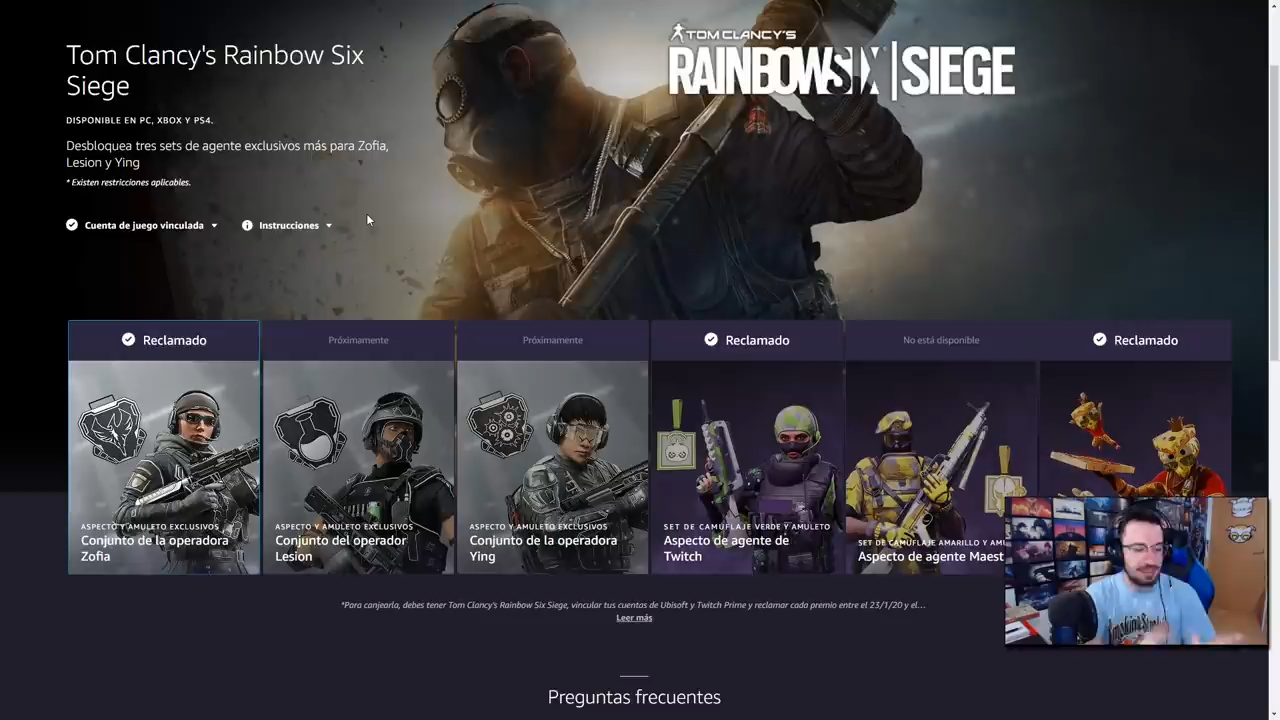 Tom Clancy's Rainbow Six
Siege
DISPONIBLE EN PC, XBOX Y PS4.
Desbloquea tres sets de agente exclusivos más para Zofia,
Lesion y Ying
* Existen restricciones aplicables.
Cuenta de juego vinculada
Instrucciones
TOM CLANCY'S
RAINBOWSIX | SIEGE
Reclamado
Próximamente
Próximamente
Reclamado
No está disponible
Reclamado
ASPECTO Y AMULETO EXCLUSIVOS
Conjunto de la operadora
Zofia
ASPECTO Y AMULETO EXCLUSIVOS
Conjunto del operador
Lesion
ASPECTO Y AMULETO EXCLUSIVOS
Conjunto de la operadora
Ying
SET DE CAMUFLAJE VERDE Y AMULETO
Aspecto de agente de
Twitch
SET DE CAMUFLAJE AMARILLO Y AMU
Aspecto de agente Maest
*Para canjearla, debes tener Tom Clancy's Rainbow Six Siege, vincular tus cuentas de Ubisoft y Twitch Prime y reclamar cada premio entre el 23/1/20 y el…
Leer más
Preguntas frecuentes